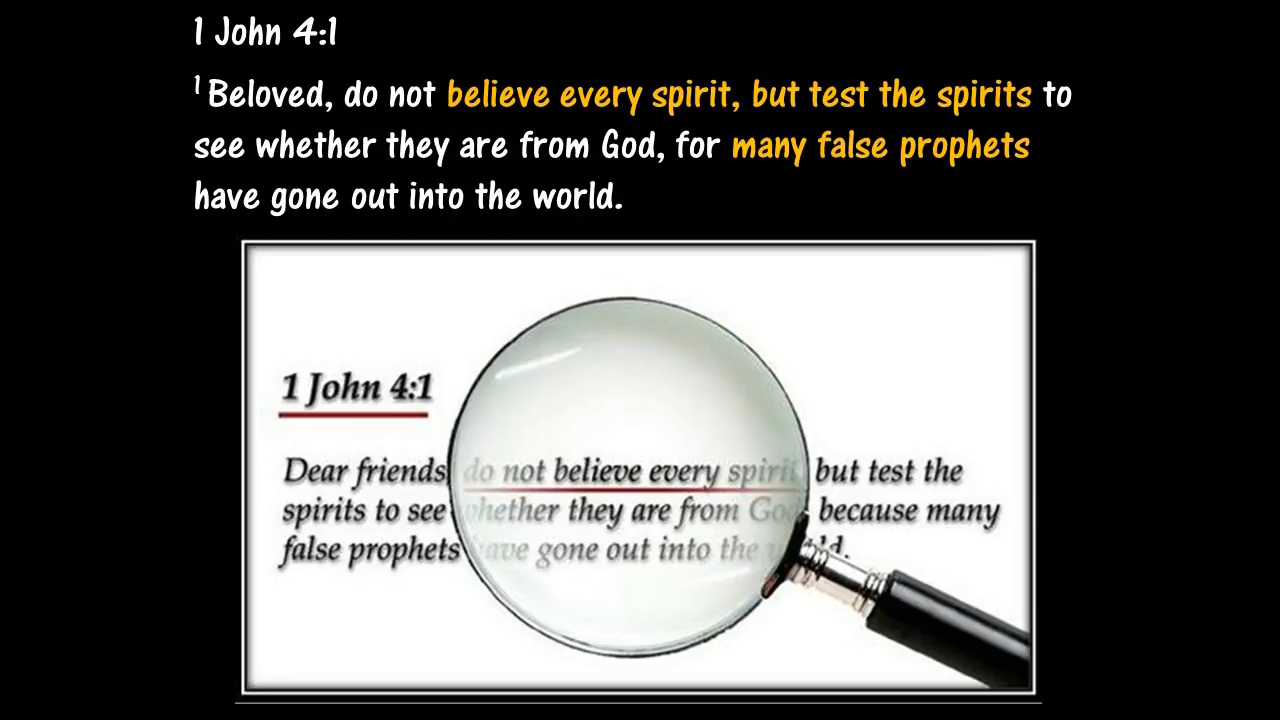 1 John 4:1
1 Beloved, do not believe every spirit, but test the spirits to
see whether they are from God, for many false prophets
have gone out into the world.
1 John 4:1
Dear friends, do not believe every spirit, but test the
spirits to see whether they are from God, because many
false prophets have gone out into the world.